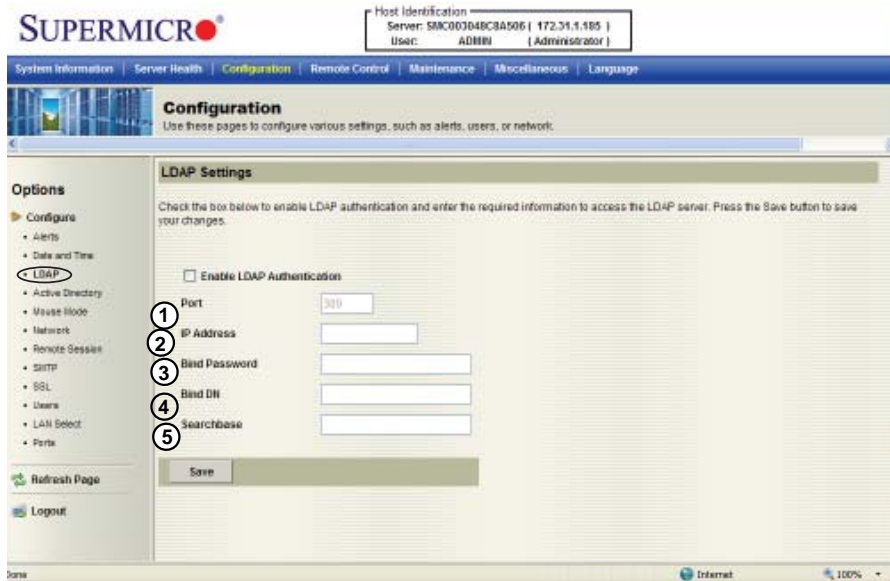 SUPERMICRO
Host Identification
Server: SMC003048C8A506 ( 172.31.1.185 )
User: ADMIN ( Administrator )
System Information Server Health Configuration Remote Control Maintenance Miscellaneous Language
Configuration
Use these pages to configure various settings, such as alerts, users, or network.
LDAP Settings
Check the box below to enable LDAP authentication and enter the required information to access the LDAP server. Press the Save button to save
your changes.
Options
Configure
Alerts
Date and Time
LDAP
Active Directory
Mouse Mode
Network
Remote Session
SMTP
SSL
Users
LAN Select
Ports
Refresh Page
Logout
Enable LDAP Authentication
1 Port 389
2 IP Address
3 Bind Password
4 Bind DN
5 Searchbase
Save
Done Internet 100%